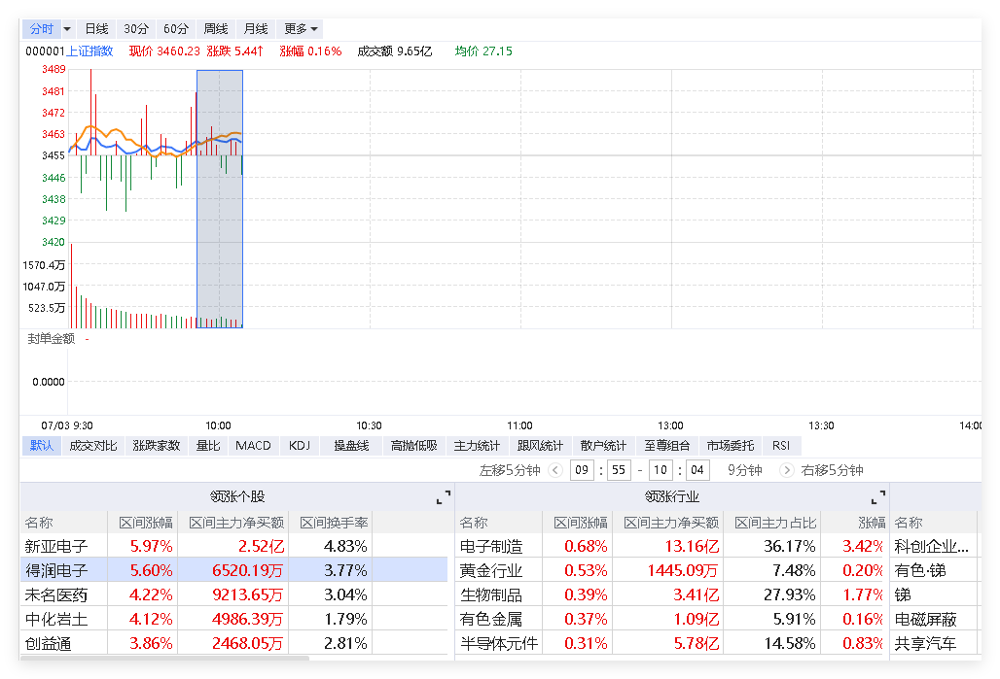 分时 日线 30分 60分 周线 月线 更多
000001上证指数 现价 3460.23 涨跌 5.44↑ 涨幅 0.16% 成交额 9.65亿 均价 27.15
3489
3481
3472
3463
3455
3446
3438
3429
3420
1570.4万
1047.0万
523.5万
封单金额 -
0.0000
07/03 9:30 10:00 10:30 11:00 13:00 13:30 14:00
默认 成交对比 涨跌家数 量比 MACD KDJ 操盘线 高抛低吸 主力统计 跟风统计 散户统计 至尊组合 市场委托 RSI
左移5分钟 09 : 55 - 10 : 04 9分钟 右移5分钟
领涨个股 领涨行业
名称 区间涨幅 区间主力净买额 区间换手率 名称 区间涨幅 区间主力净买额 区间主力占比 涨幅 名称
新亚电子 5.97% 2.52亿 4.83% 电子制造 0.68% 13.16亿 36.17% 3.42% 科创企业...
得润电子 5.60% 6520.19万 3.77% 黄金行业 0.53% 1445.09万 7.48% 0.20% 有色·锑
未名医药 4.22% 9213.65万 3.04% 生物制品 0.39% 3.41亿 27.93% 1.77% 锑
中化岩土 4.12% 4986.39万 1.79% 有色金属 0.37% 1.09亿 5.91% 0.16% 电磁屏蔽
创益通 3.86% 2468.05万 2.81% 半导体元件 0.31% 5.78亿 14.58% 0.83% 共享汽车